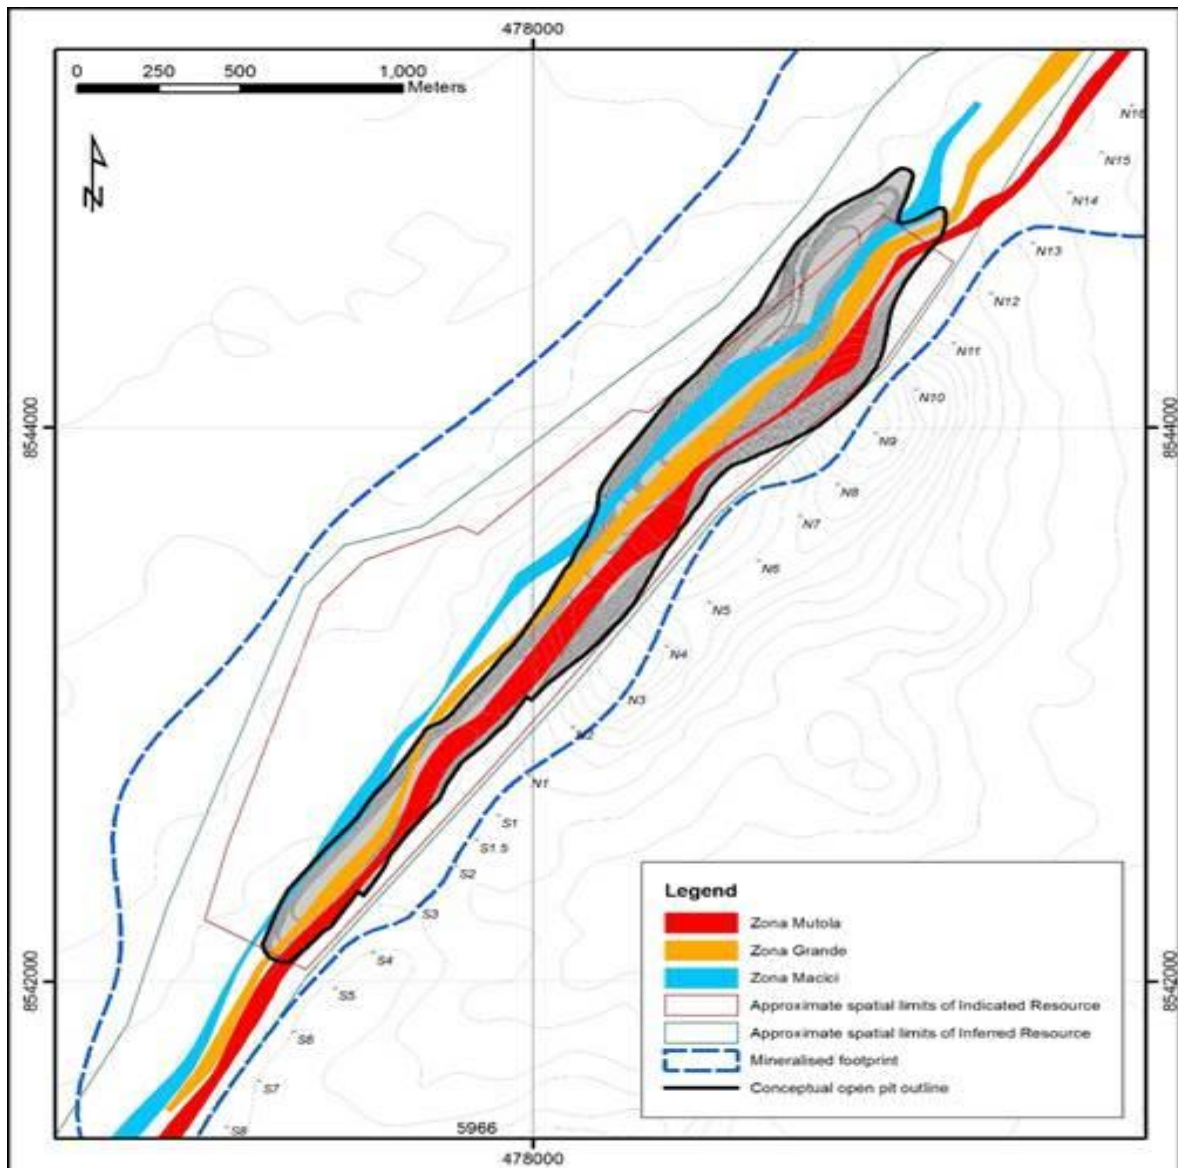 478000
0 250 500 1,000
Meters
N
N16
N15
N14
N13
N12
N11
N10
8544000
8544000
N9
N8
N7
N6
N5
N4
N3
N2
N1
S1
S1.5
S2
S3
S4
S5
S6
S7
S8
8542000
8542000
Legend
Zona Mutola
Zona Grande
Zona Macici
Approximate spatial limits of Indicated Resource
Approximate spatial limits of Inferred Resource
Mineralised footprint
Conceptual open pit outline
5966
478000